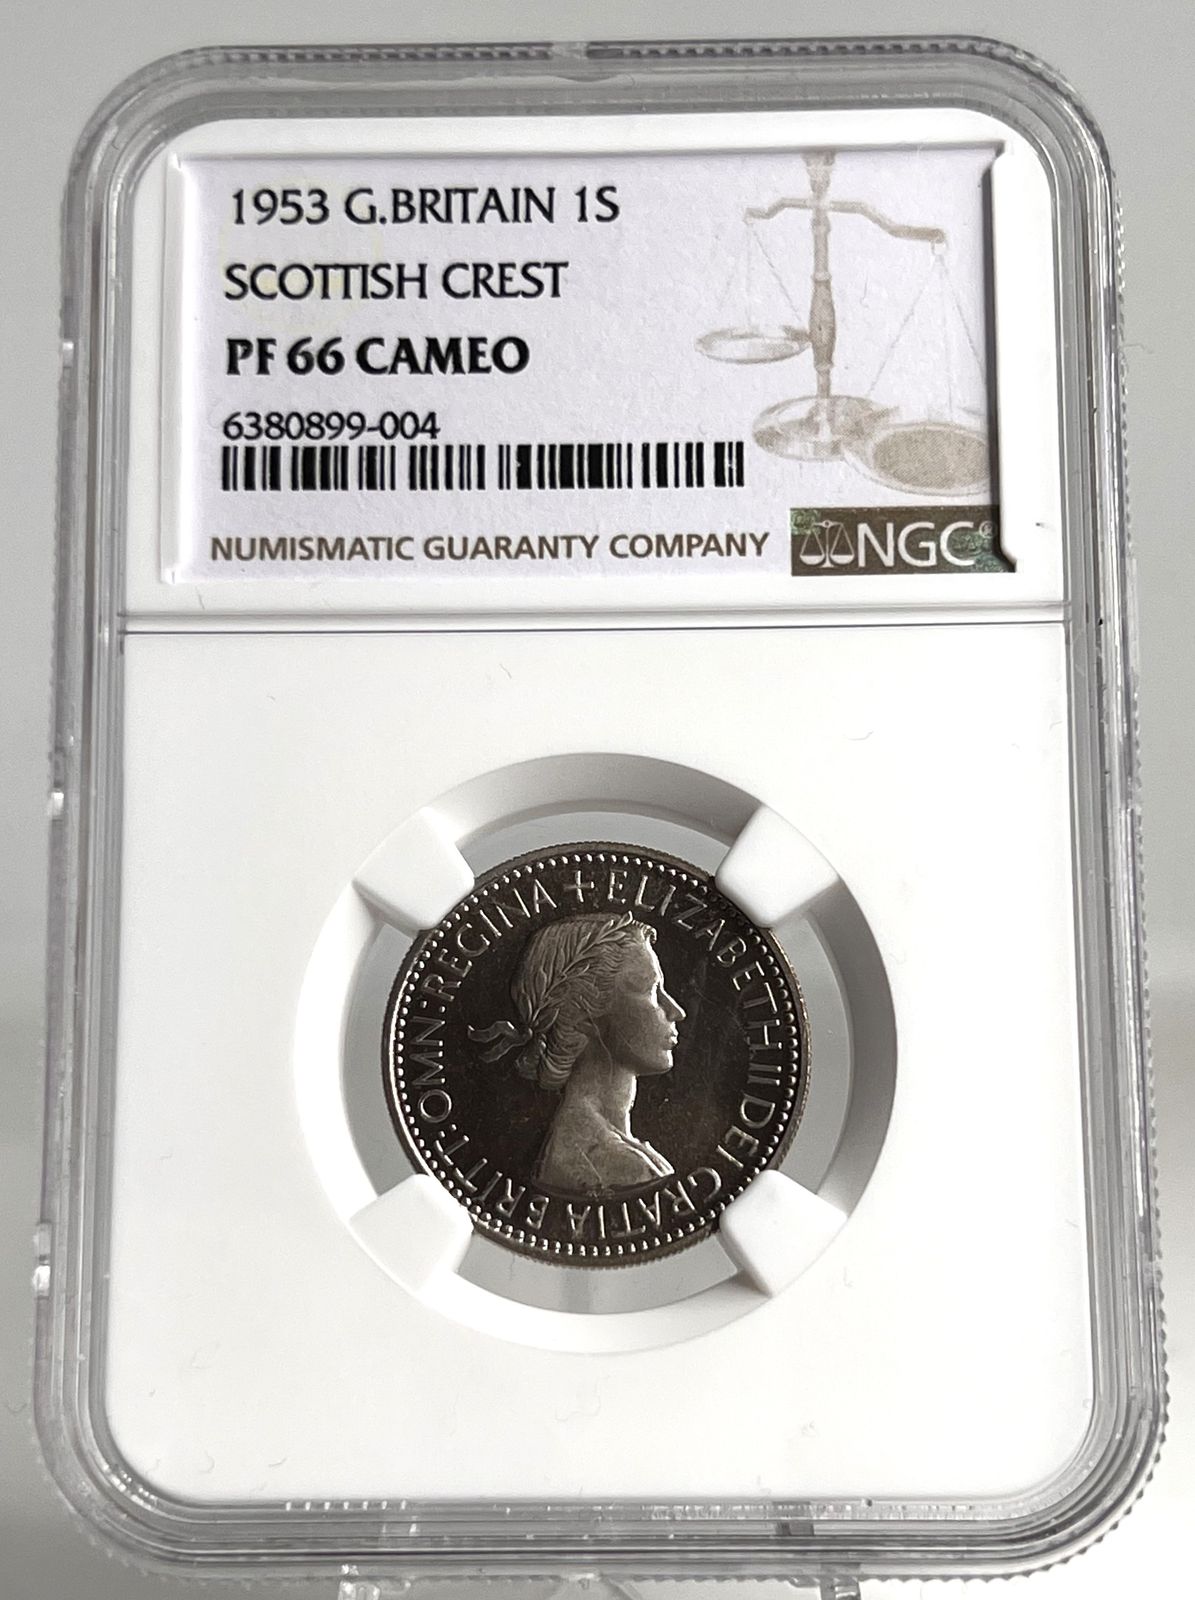 1953 G.BRITAIN 1S
SCOTTISH CREST
PF 66 CAMEO
6380899-004
NUMISMATIC GUARANTY COMPANY
NGC®
+ ELIZABETH II DEI GRATIA BRITT: OMN: REGINA